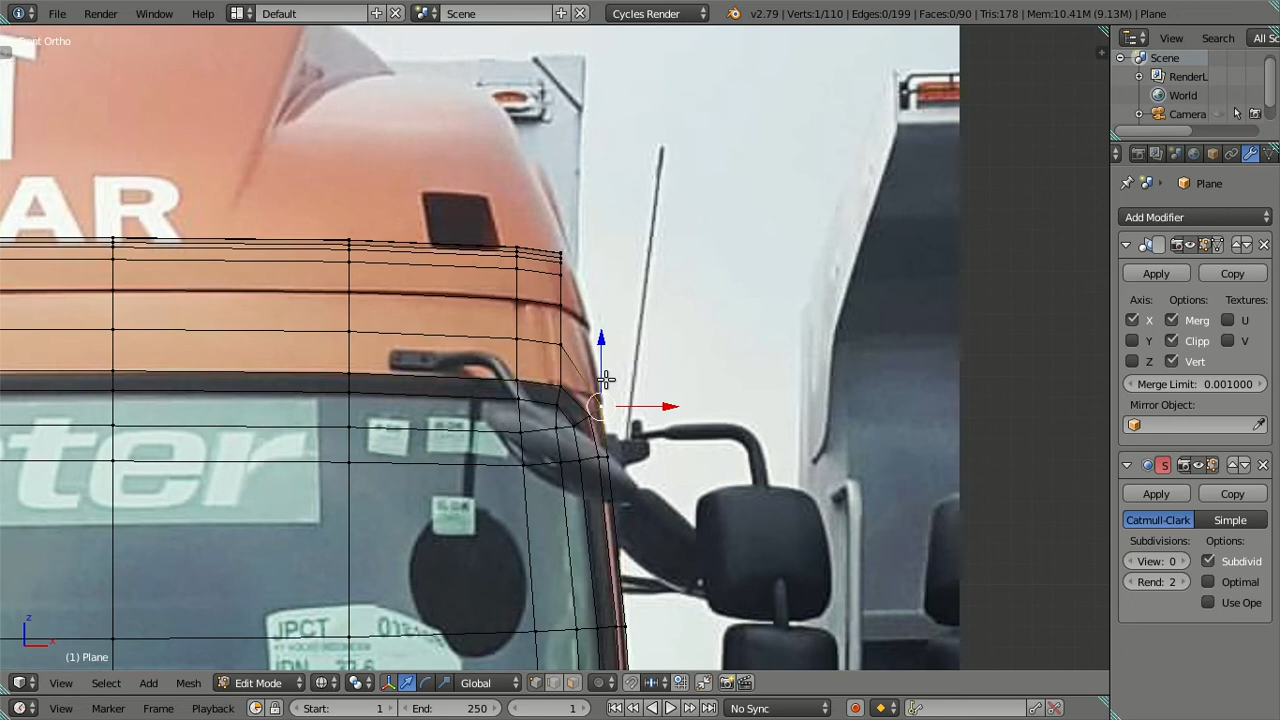 File Render Window Help Default Scene Cycles Render v2.79 | Verts:1/110 | Edges:0/199 | Faces:0/90 | Tris:178 | Mem:10.41M (9.13M) | Plane
View Search All Sc
Scene
RenderL
World
Camera
Plane
Add Modifier
Apply Copy
Axis: Options: Textures:
X Merg U
Y Clipp V
Z Vert
Merge Limit: 0.001000
Mirror Object:
S
Apply Copy
Catmull-Clark Simple
Subdivisions: Options:
View: 0 Subdivid
Rend: 2 Optimal
Use Ope
nt Ortho
AR
ter
JPCT
z
x
(1) Plane
View Select Add Mesh Edit Mode Global
View Marker Frame Playback Start: 1 End: 250 1 No Sync